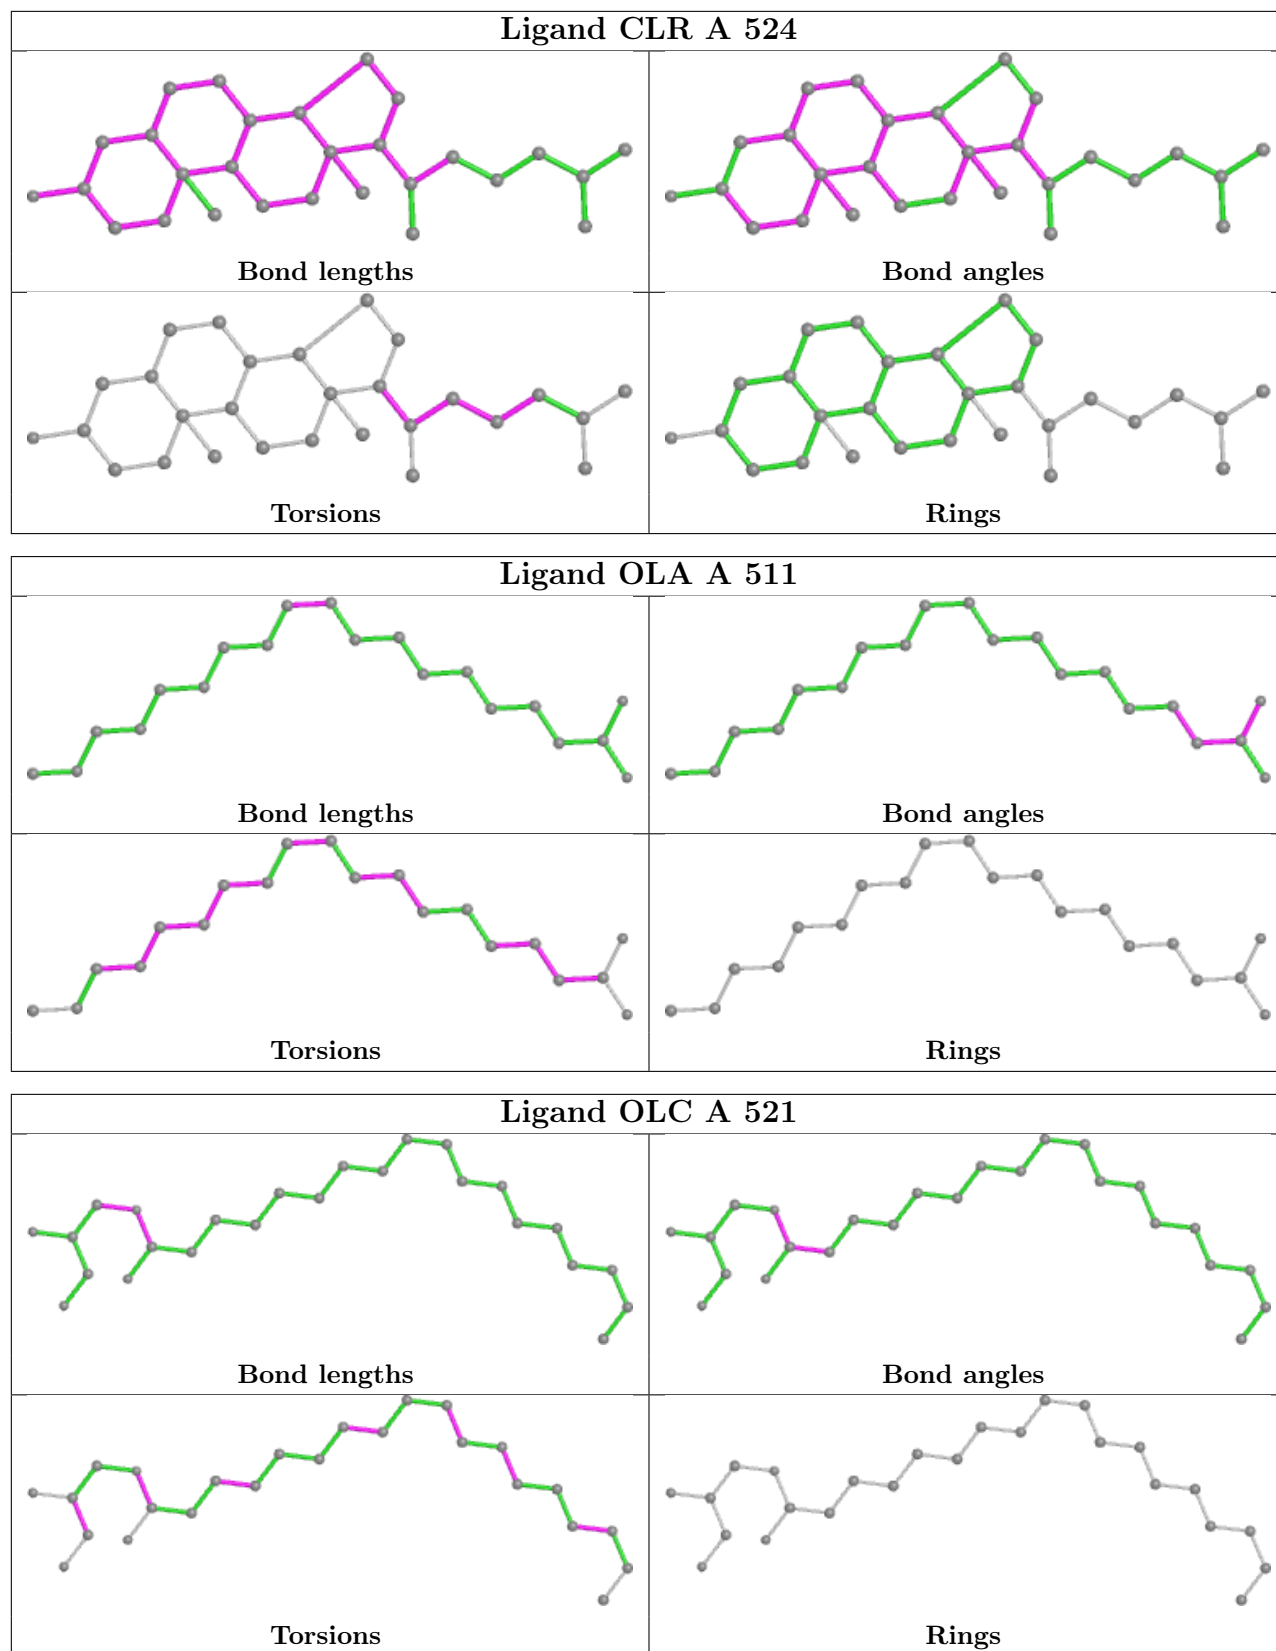 Ligand CLR A 524
Bond lengths
Bond angles
Torsions
Rings
Ligand OLA A 511
Bond lengths
Bond angles
Torsions
Rings
Ligand OLC A 521
Bond lengths
Bond angles
Torsions
Rings